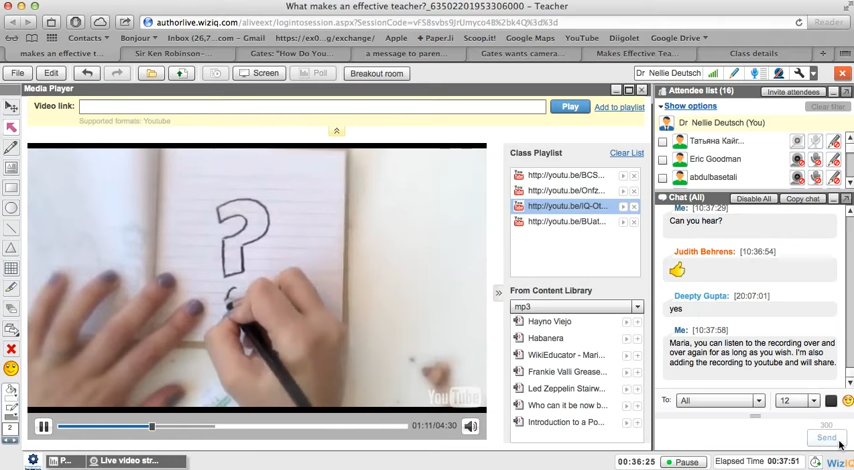 makes an effective teacher?_63502201953306000 – Teacher
authorlive.wiziq.com/aliveext/logintosession.aspx?SessionCode=vFS8svbs9JrUmyco4B%2bk4Q%3d%3d
Reader
Contacts Bonjour Inbox (26,7...com - Gmail https://ex0...g/exchange/ Apple +Paper.li Scoop.it! Google Maps YouTube Diigolet Google Drive
makes an effective t... Sir Ken Robinson-... Gates: "How Do You... a message to paren... Gates wants camera... Makes Effective Tea... Class details
File Edit Screen Poll Breakout room Dr Nellie Deutsch
Media Player
Video link: Play Add to playlist
Supported formats: Youtube
?
YouTube
01:11/04:30
Class Playlist Clear List
http://youtu.be/BCS...
http://youtu.be/Onfz...
http://youtu.be/IQ-Ot...
http://youtu.be/BUat...
From Content Library
mp3
Hayno Viejo
Habanera
WikiEducator - Mari...
Frankie Valli Grease...
Led Zeppelin Stairw...
Who can it be now b...
Introduction to a Po...
Attendee list (16) Invite attendees
Show options Clear filter
Dr Nellie Deutsch (You)
Татьяна Кайг...
Eric Goodman
abdulbasetali
Chat (All) Disable All Copy chat
Me: [10:37:29]
Can you hear?
Judith Behrens: [10:36:54]
Deepty Gupta: [20:07:01]
yes
Me: [10:37:58]
Maria, you can listen to the recording over and
over again for as long as you wish. I'm also
adding the recording to youtube and will share.
To: All 12
300
Send
2
P... Live video str... 00:36:25 Pause Elapsed Time 00:37:51 WizIQ